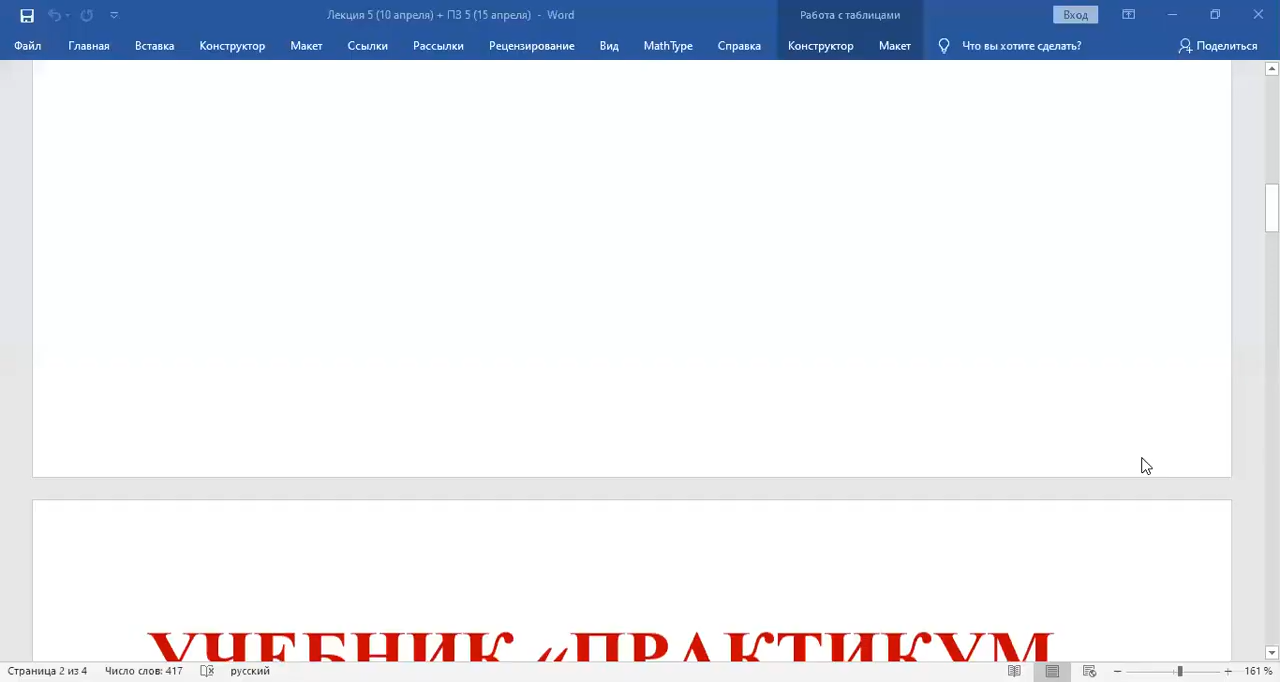 Лекция 5 (10 апреля) + ПЗ 5 (15 апреля) - Word
Работа с таблицами
Вход
Файл Главная Вставка Конструктор Макет Ссылки Рассылки Рецензирование Вид MathType Справка Конструктор Макет Что вы хотите сделать? Поделиться
УЧЕБНИК «ПРАКТИКУМ
Страница 2 из 4 Число слов: 417 русский 161 %